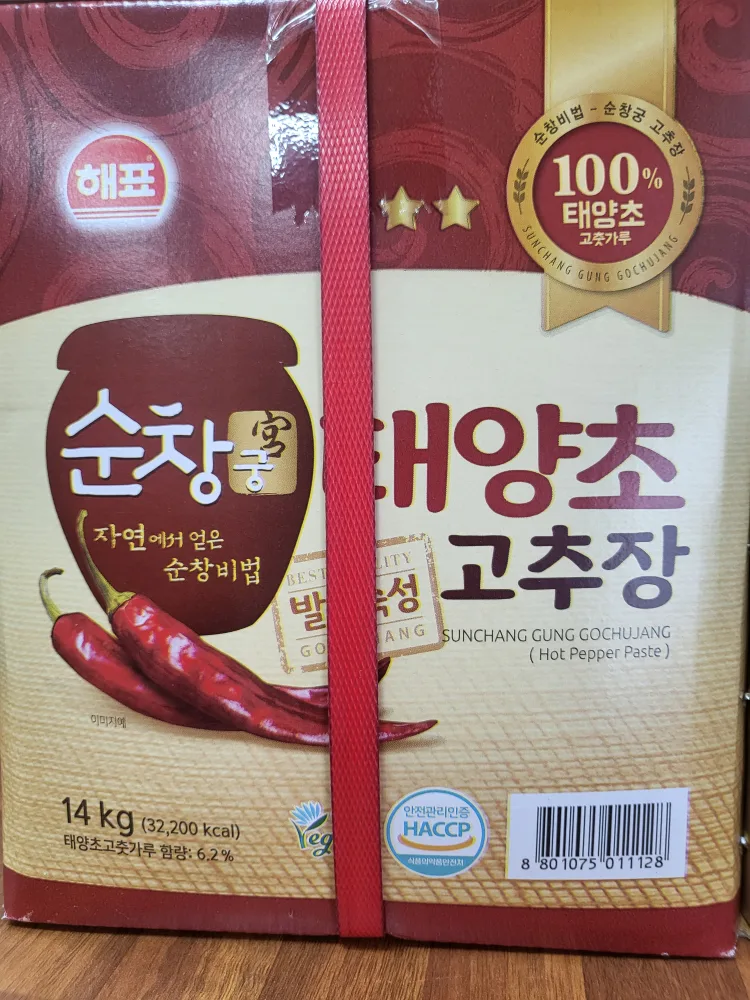 해표
순창비법 - 순창궁 고추장
100%
태양초
고춧가루
SUNCHANG GUNG GOCHUJANG
순창궁
宮
태양초
고추장
자연에서 얻은
순창비법
BEST
SUNCHANG GUNG GOCHUJANG
( Hot Pepper Paste )
이미지예
14 kg (32,200 kcal)
태양초고춧가루 함량: 6.2%
안전관리인증
HACCP
식품의약품안전처
8 801075 011128